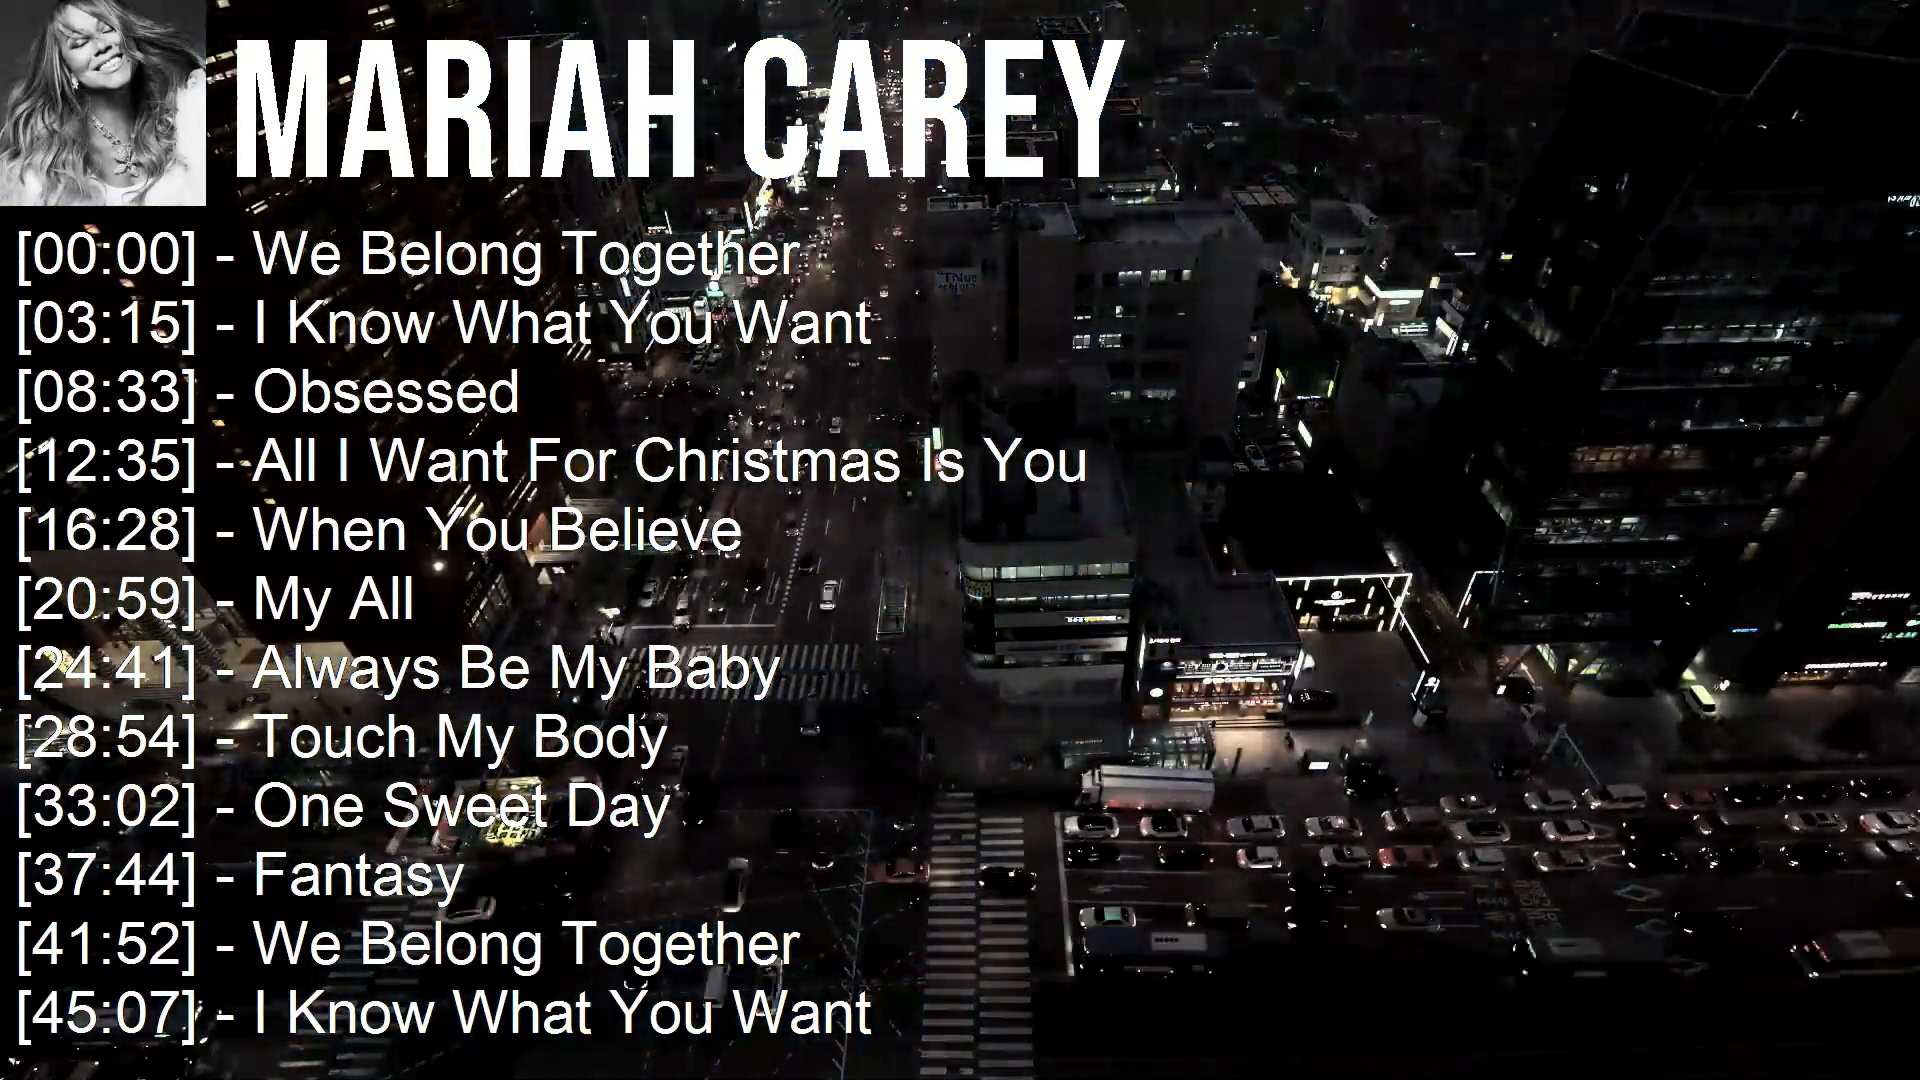 MARIAH CAREY
[00:00] - We Belong Together
[03:15] - I Know What You Want
[08:33] - Obsessed
[12:35] - All I Want For Christmas Is You
[16:28] - When You Believe
[20:59] - My All
[24:41] - Always Be My Baby
[28:54] - Touch My Body
[33:02] - One Sweet Day
[37:44] - Fantasy
[41:52] - We Belong Together
[45:07] - I Know What You Want